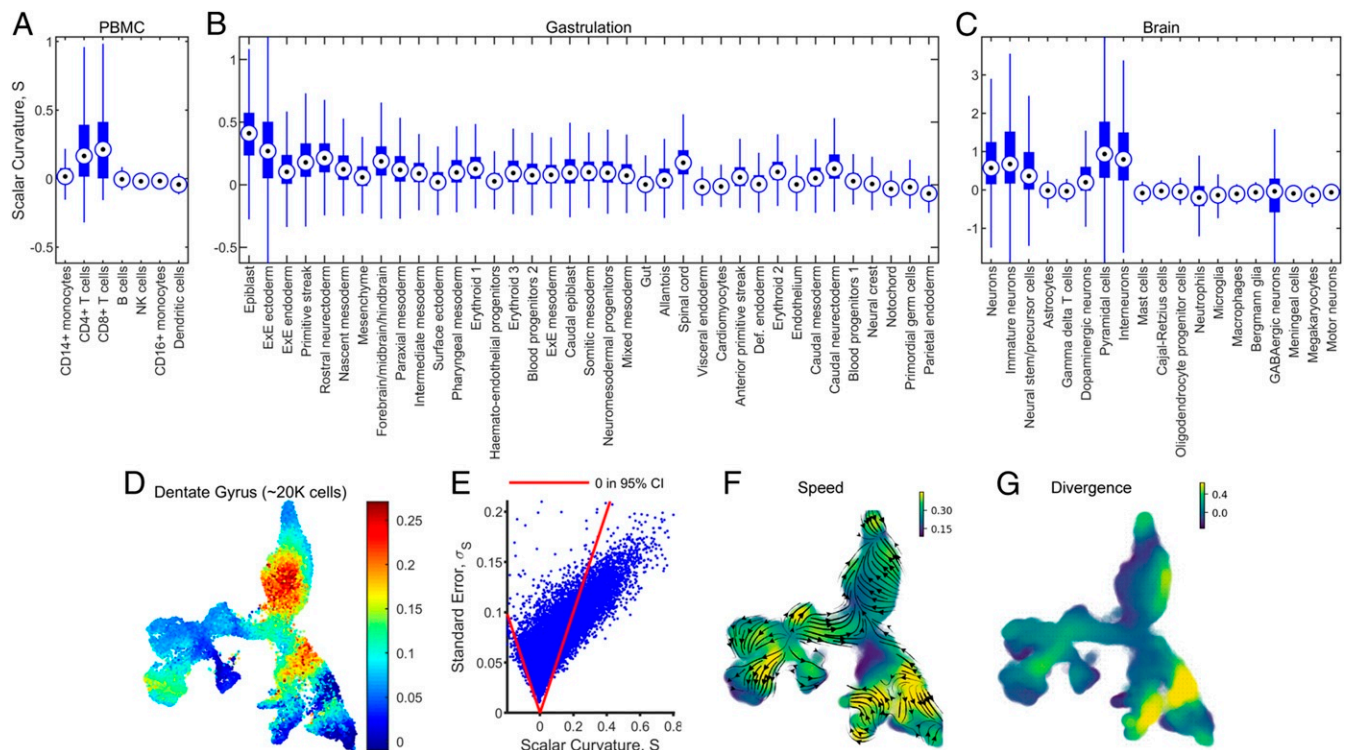 A
PBMC
Scalar Curvature, S
1
0.5
0
-0.5
CD14+ monocytes
CD4+ T cells
CD8+ T cells
B cells
NK cells
CD16+ monocytes
Dendritic cells
B
Gastrulation
1
0.5
0
-0.5
Epiblast
ExE ectoderm
ExE endoderm
Primitive streak
Rostral neurectoderm
Nascent mesoderm
Mesenchyme
Forebrain/midbrain/hindbrain
Paraxial mesoderm
Intermediate mesoderm
Surface ectoderm
Pharyngeal mesoderm
Erythroid 1
Haemato-endothelial progenitors
Erythroid 3
Blood progenitors 2
ExE mesoderm
Caudal epiblast
Somitic mesoderm
Neuromesodermal progenitors
Mixed mesoderm
Gut
Allantois
Spinal cord
Visceral endoderm
Cardiomyocytes
Anterior primitive streak
Def. endoderm
Erythroid 2
Endothelium
Caudal mesoderm
Caudal neurectoderm
Blood progenitors 1
Neural crest
Notochord
Primordial germ cells
Parietal endoderm
C
Brain
3
2
1
0
-1
Neurons
Immature neurons
Neural stem/precursor cells
Astrocytes
Gamma delta T cells
Dopaminergic neurons
Pyramidal cells
Interneurons
Mast cells
Cajal-Retzius cells
Oligodendrocyte progenitor cells
Neutrophils
Microglia
Macrophages
Bergmann glia
GABAergic neurons
Meningeal cells
Megakaryocytes
Motor neurons
D
Dentate Gyrus (~20K cells)
0.25
0.2
0.15
0.1
0.05
0
E
0 in 95% CI
Standard Error, σS
0.2
0.15
0.1
0.05
0
0 0.2 0.4 0.6 0.8
Scalar Curvature, S
F
Speed
0.30
0.15
G
Divergence
0.4
0.0